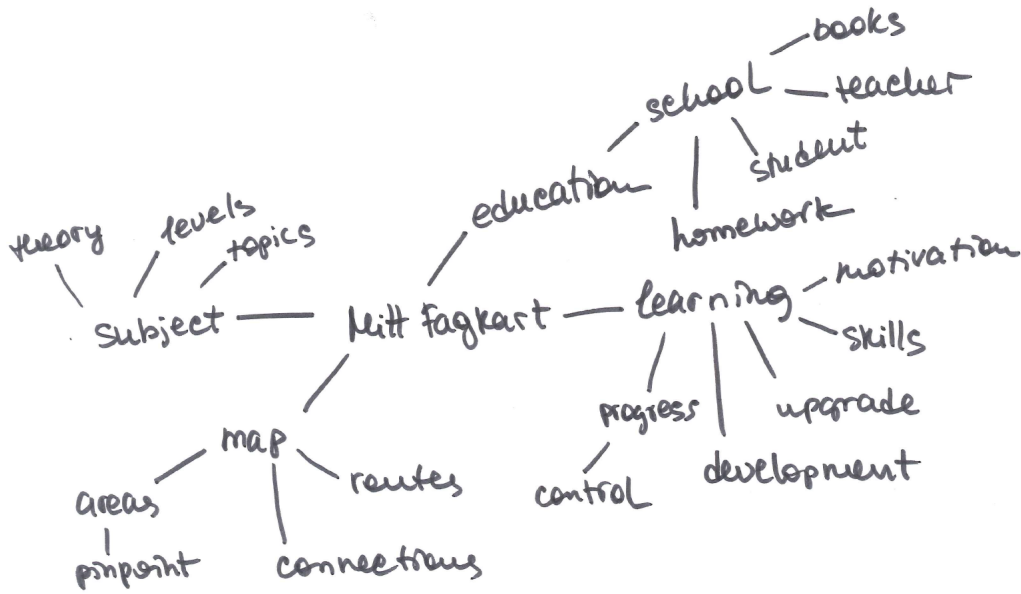 books
school
teacher
student
education
homework
theory
levels
topics
motivation
learning
subject
Mitt Fagkart
skills
progress
upgrade
map
development
routes
control
areas
pinpoint
connections